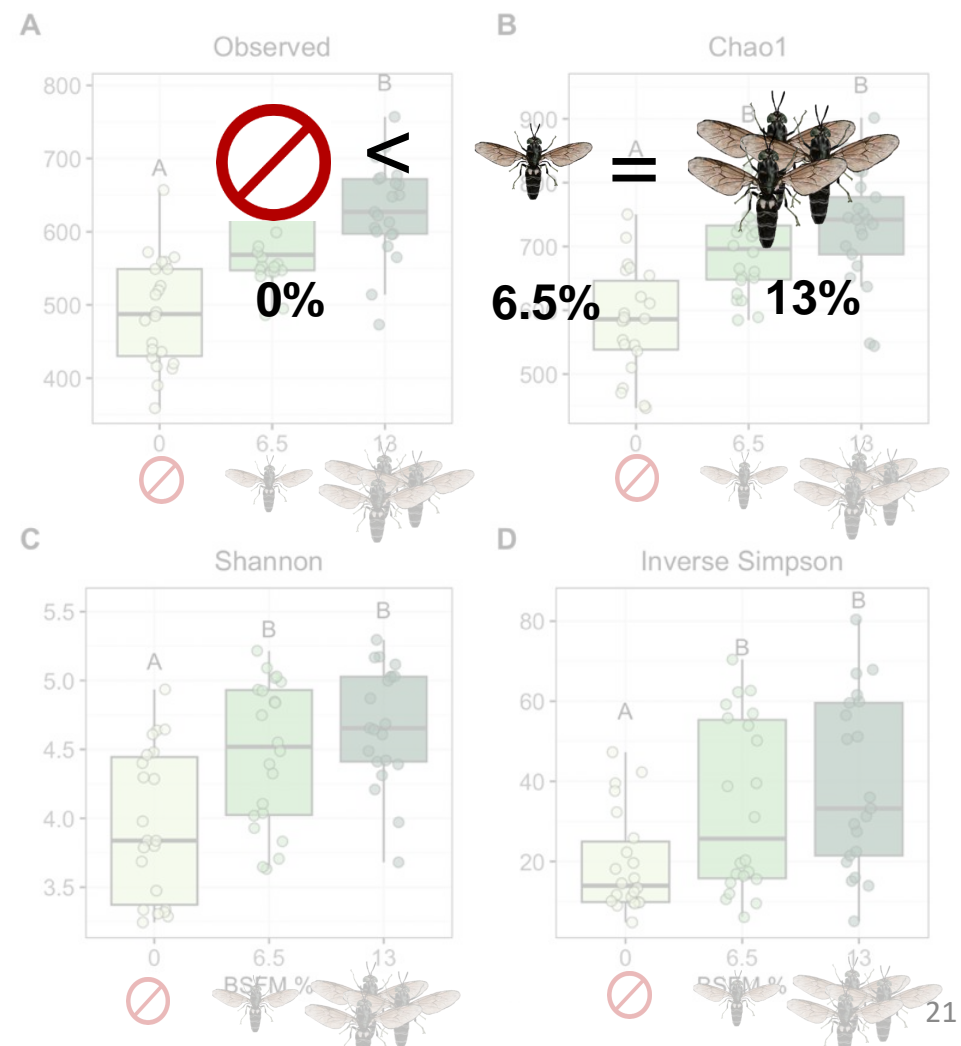 A
Observed
B
Chao1
800
700
600
500
400
A
B
0
6.5
13
900
700
500
A
B
B
0
6.5
13
<
=
0%
6.5%
13%
C
Shannon
D
Inverse Simpson
5.5
5.0
4.5
4.0
3.5
A
B
B
0
6.5
13
BSFM %
80
60
40
20
A
B
B
0
6.5
13
BSFM %
21